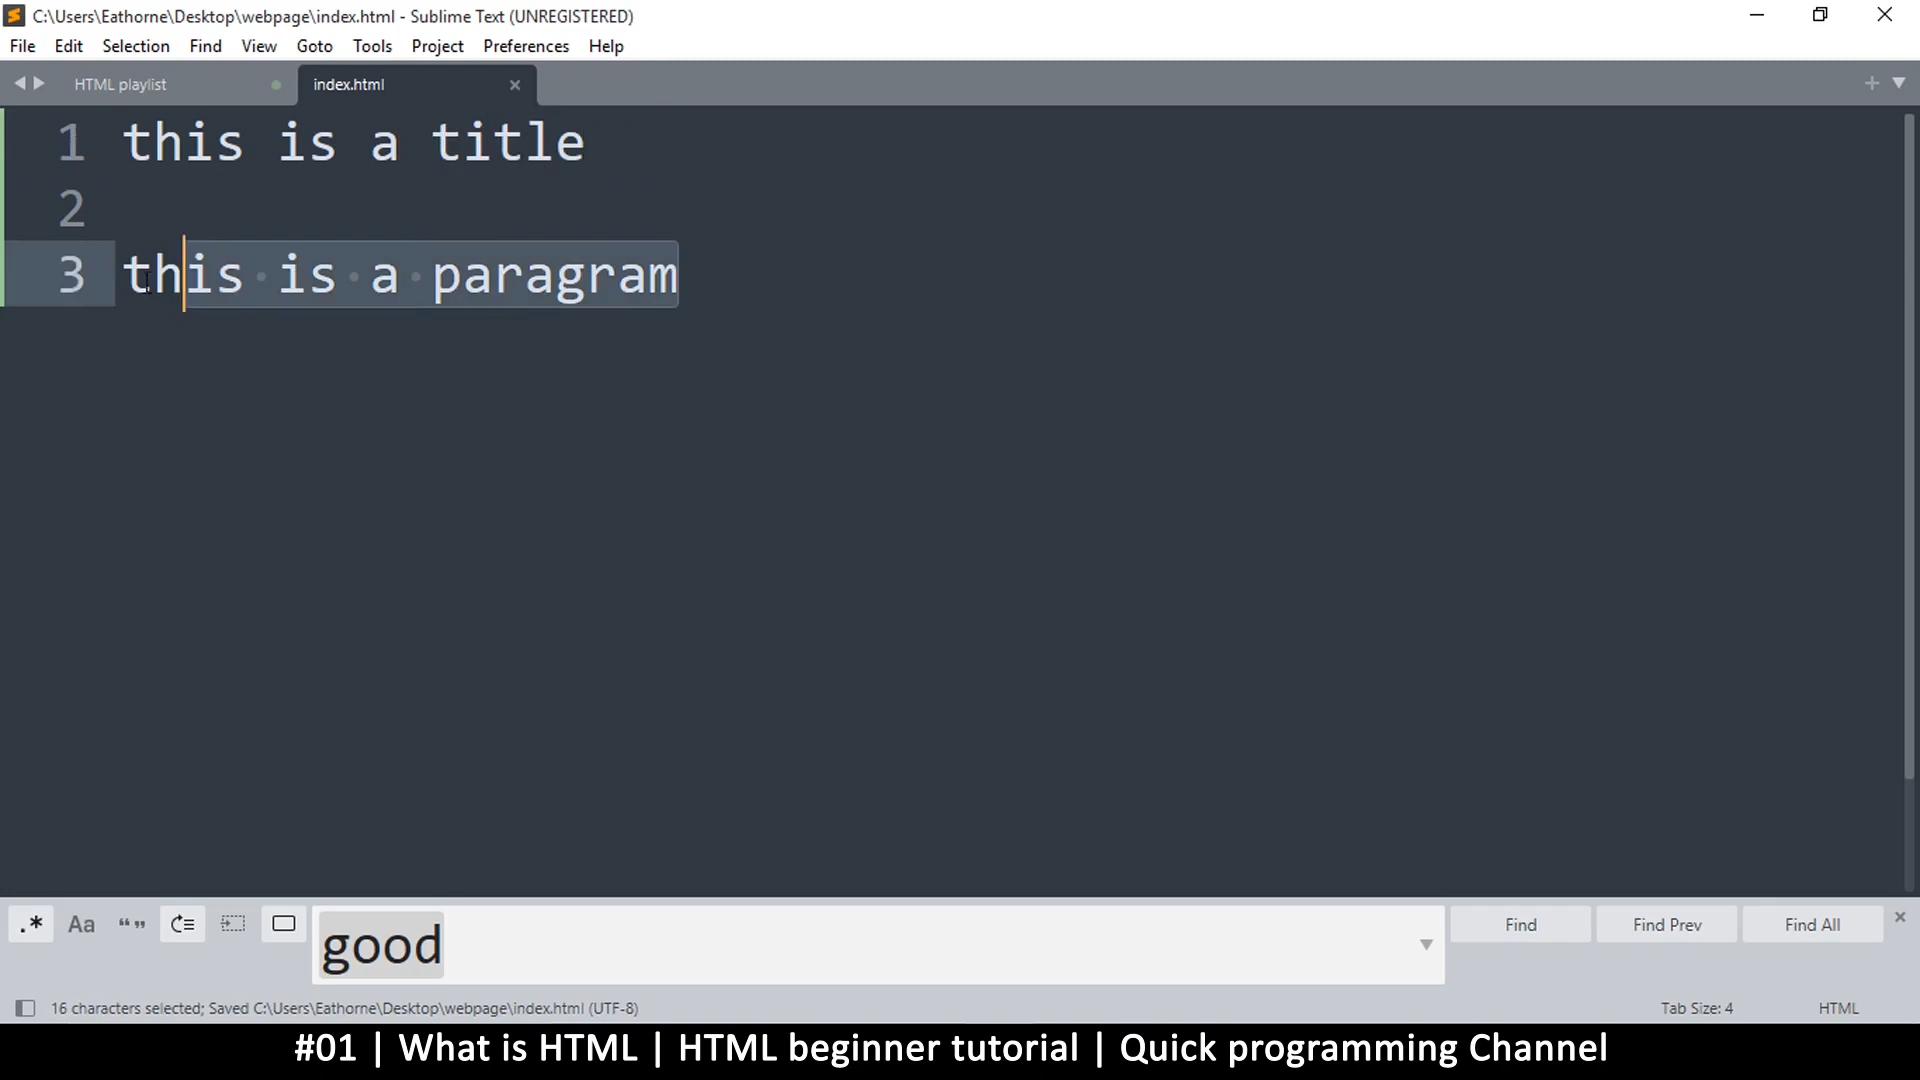 C:\Users\Eathorne\Desktop\webpage\index.html - Sublime Text (UNREGISTERED)
File Edit Selection Find View Goto Tools Project Preferences Help
HTML playlist index.html
1 this is a title
2
3 this is a paragram
.* Aa “ ” good Find Find Prev Find All
16 characters selected; Saved C:\Users\Eathorne\Desktop\webpage\index.html (UTF-8) Tab Size: 4 HTML
#01 | What is HTML | HTML beginner tutorial | Quick programming Channel